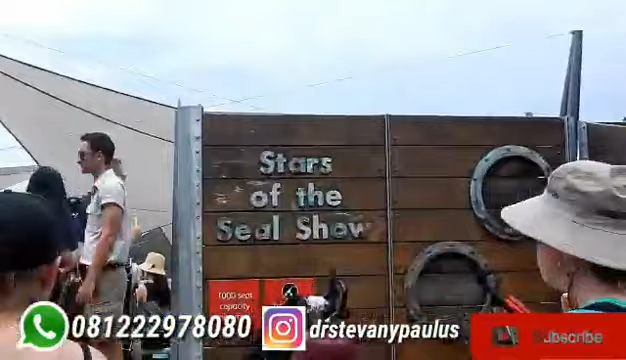 Stars
of the
Seal Show
1000 seat
capacity
081222978080
drstevanypaulus
Subscribe